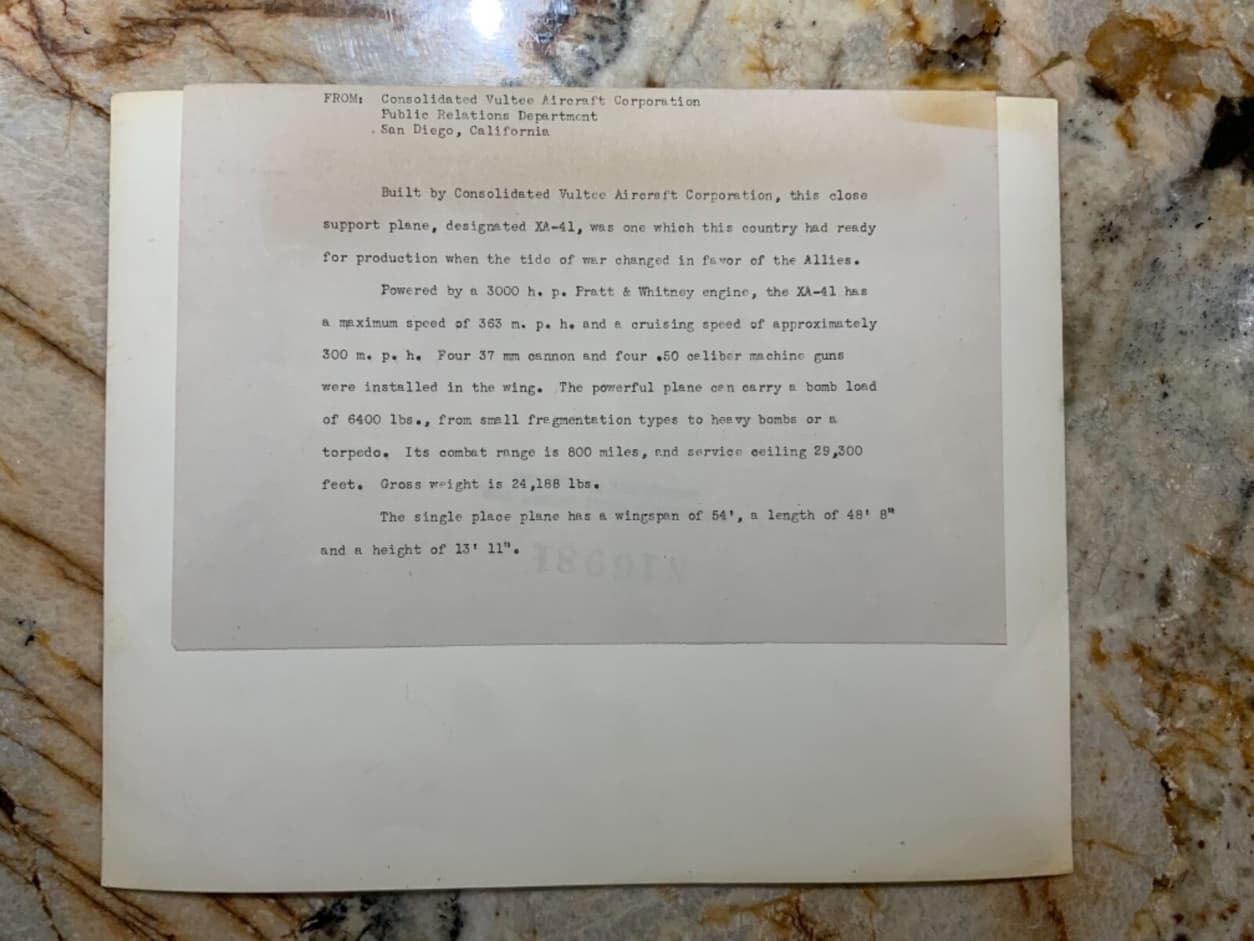 FROM: Consolidated Vultee Aircraft Corporation
Public Relations Department
San Diego, California
Built by Consolidated Vultee Aircraft Corporation, this close
support plane, designated XA-41, was one which this country had ready
for production when the tide of war changed in favor of the Allies.
Powered by a 3000 h. p. Pratt & Whitney engine, the XA-41 has
a maximum speed of 363 m. p. h. and a cruising speed of approximately
300 m. p. h. Four 37 mm cannon and four .50 caliber machine guns
were installed in the wing. The powerful plane can carry a bomb load
of 6400 lbs., from small fragmentation types to heavy bombs or a
torpedo. Its combat range is 800 miles, and service ceiling 29,300
feet. Gross weight is 24,188 lbs.
The single place plane has a wingspan of 54', a length of 48' 8"
and a height of 13' 11".